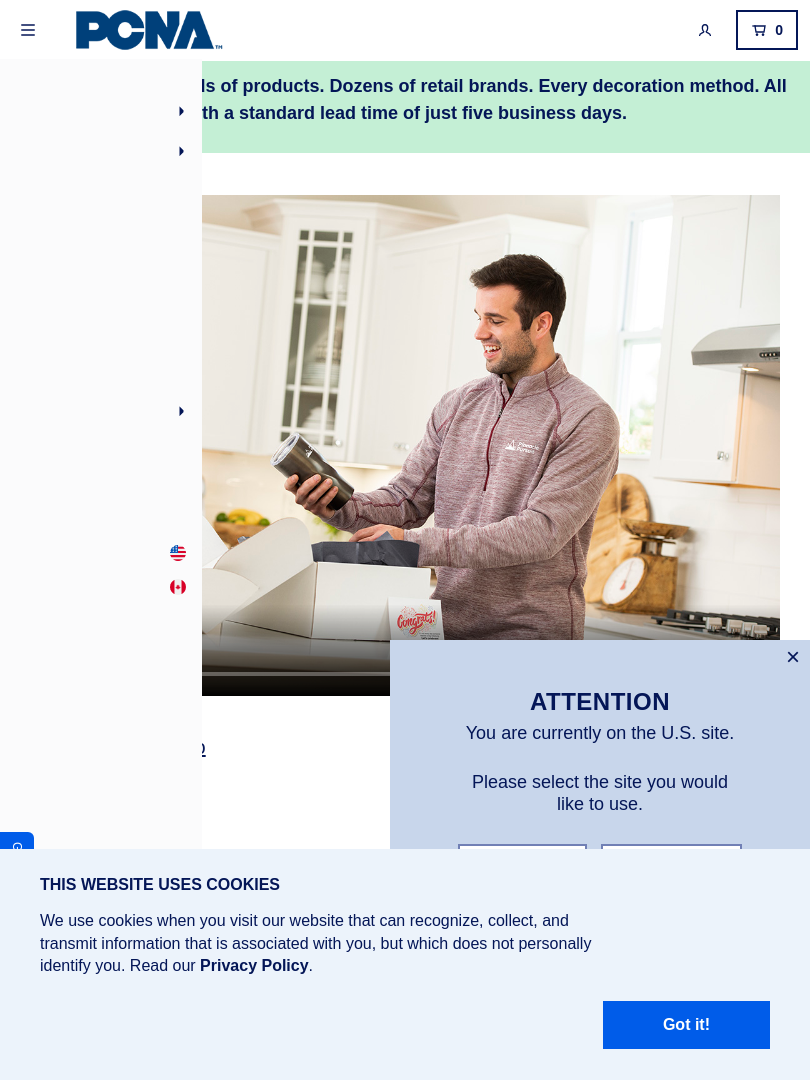 PCNA™
0
ls of products. Dozens of retail brands. Every decoration method. All
th a standard lead time of just five business days.
Congrats!
ATTENTION
You are currently on the U.S. site.
Please select the site you would
like to use.
THIS WEBSITE USES COOKIES
We use cookies when you visit our website that can recognize, collect, and
transmit information that is associated with you, but which does not personally
identify you. Read our Privacy Policy.
Got it!